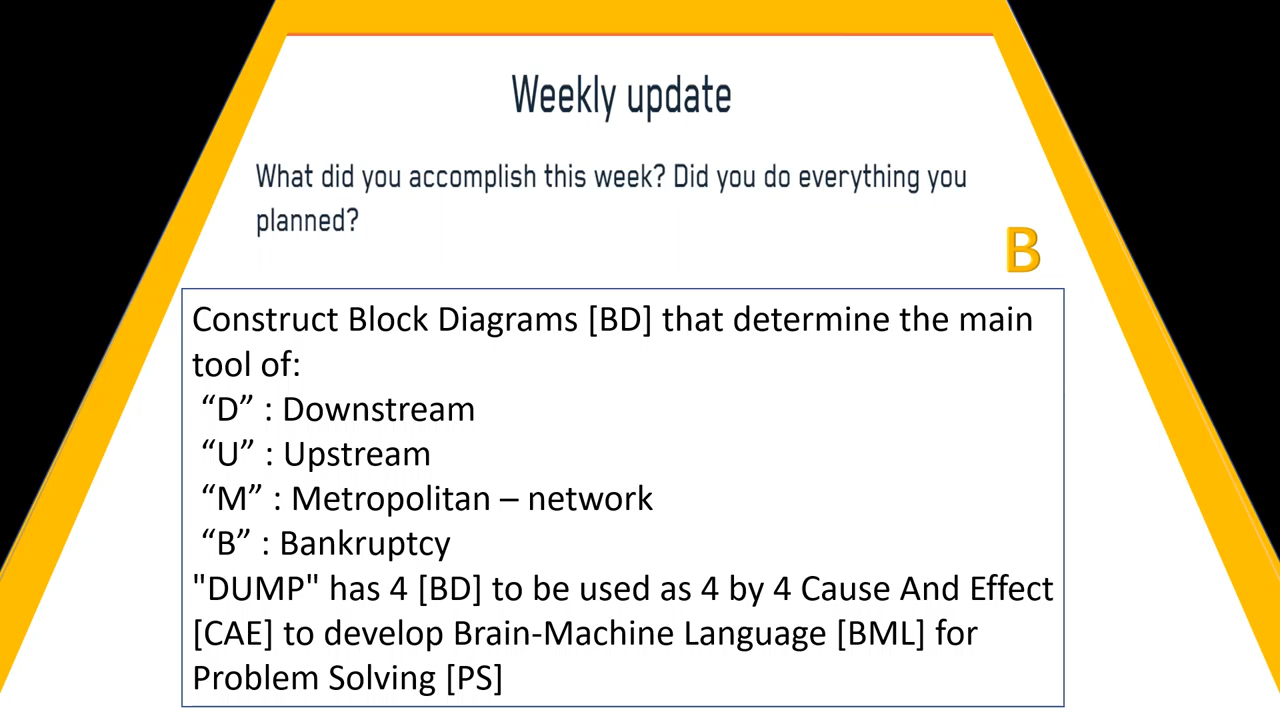 Weekly update
What did you accomplish this week? Did you do everything you
planned?
B
Construct Block Diagrams [BD] that determine the main
tool of:
“D” : Downstream
“U” : Upstream
“M” : Metropolitan – network
“B” : Bankruptcy
"DUMP" has 4 [BD] to be used as 4 by 4 Cause And Effect
[CAE] to develop Brain-Machine Language [BML] for
Problem Solving [PS]